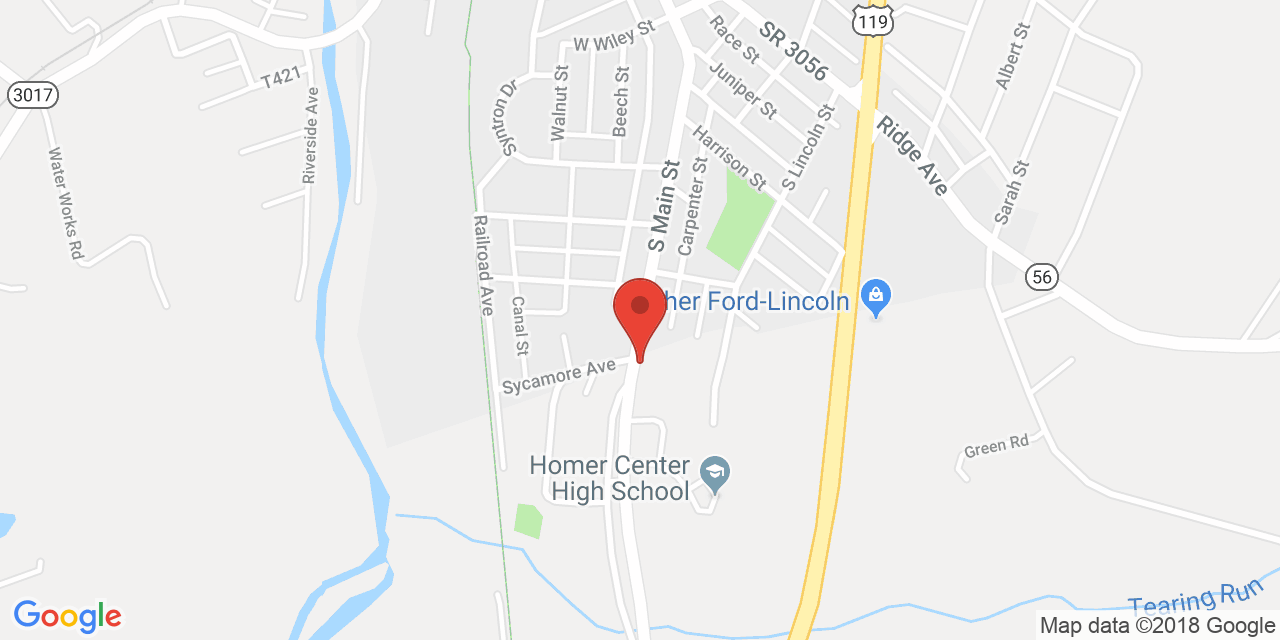 119
SR 3056
Race St
W Wiley St
Albert St
T421
Juniper St
3017
Syntron Dr
Walnut St
Beech St
Riverside Ave
Harrison St
S Lincoln St
Ridge Ave
Water Works Rd
S Main St
Carpenter St
Sarah St
Railroad Ave
56
her Ford-Lincoln
Canal St
Sycamore Ave
Green Rd
Homer Center
High School
Tearing Run
Google
Map data ©2018 Google